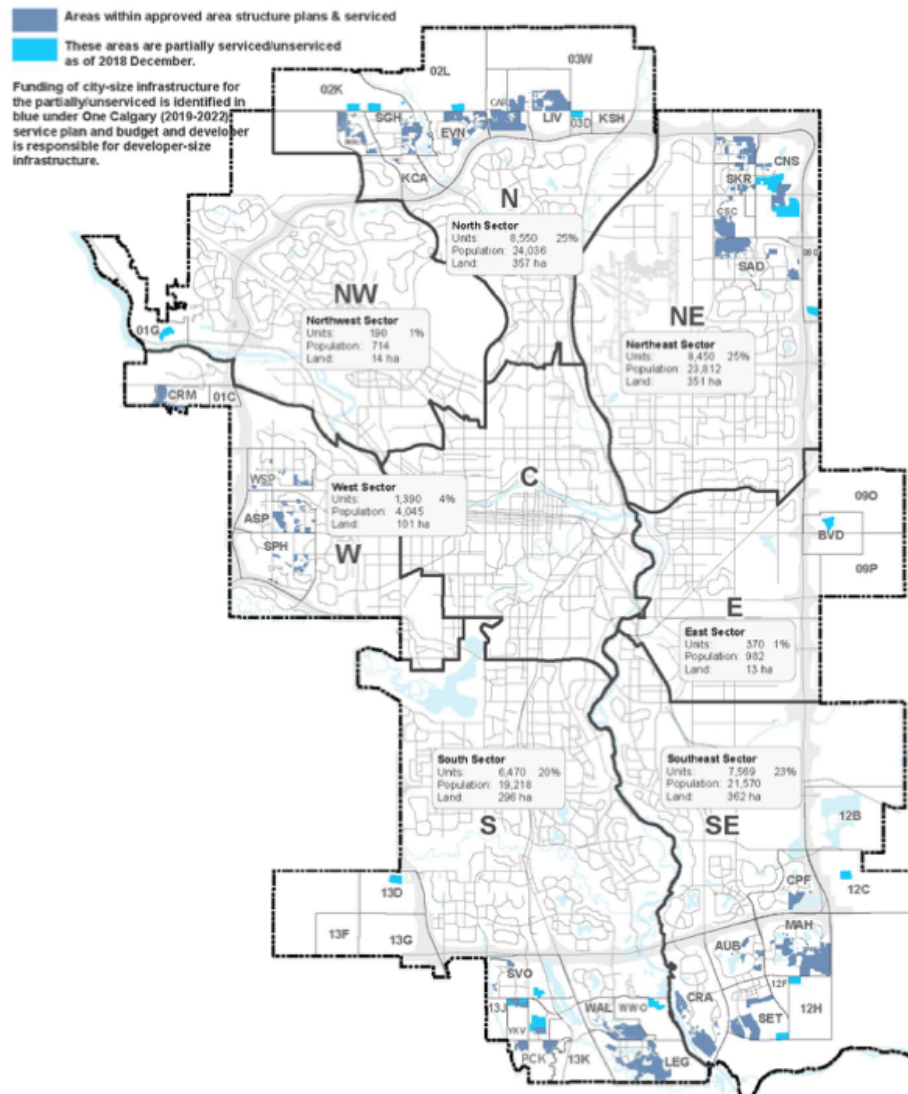 Areas within approved area structure plans & serviced
These areas are partially serviced/unserviced
as of 2018 December.
Funding of city-size infrastructure for
the partially/unserviced is identified in
blue under One Calgary (2019-2022)
service plan and budget and developer
is responsible for developer-size
infrastructure.
02L
03W
02K
CAR
SGH
LIV
03D
KSH
EVN
KCA
CNS
SKR
CSC
SAD
N
North Sector
Units: 8,550 25%
Population: 24,036
Land: 357 ha
NW
Northwest Sector
Units: 190 1%
Population: 714
Land: 14 ha
NE
Northeast Sector
Units: 8,450 25%
Population: 23,812
Land: 351 ha
01G
CRM
01C
WSP
ASP
SPH
West Sector
Units: 1,390 4%
Population: 4,045
Land: 101 ha
W
C
09O
BVD
09P
E
East Sector
Units: 370 1%
Population: 982
Land: 13 ha
South Sector
Units: 6,470 20%
Population: 19,218
Land: 296 ha
S
Southeast Sector
Units: 7,569 23%
Population: 21,570
Land: 362 ha
SE
12B
13D
CPF
12C
13F
13G
MAH
AUB
SVO
12F
13J
WAL
WWO
CRA
SET
12H
YKV
PCK
13K
LEG